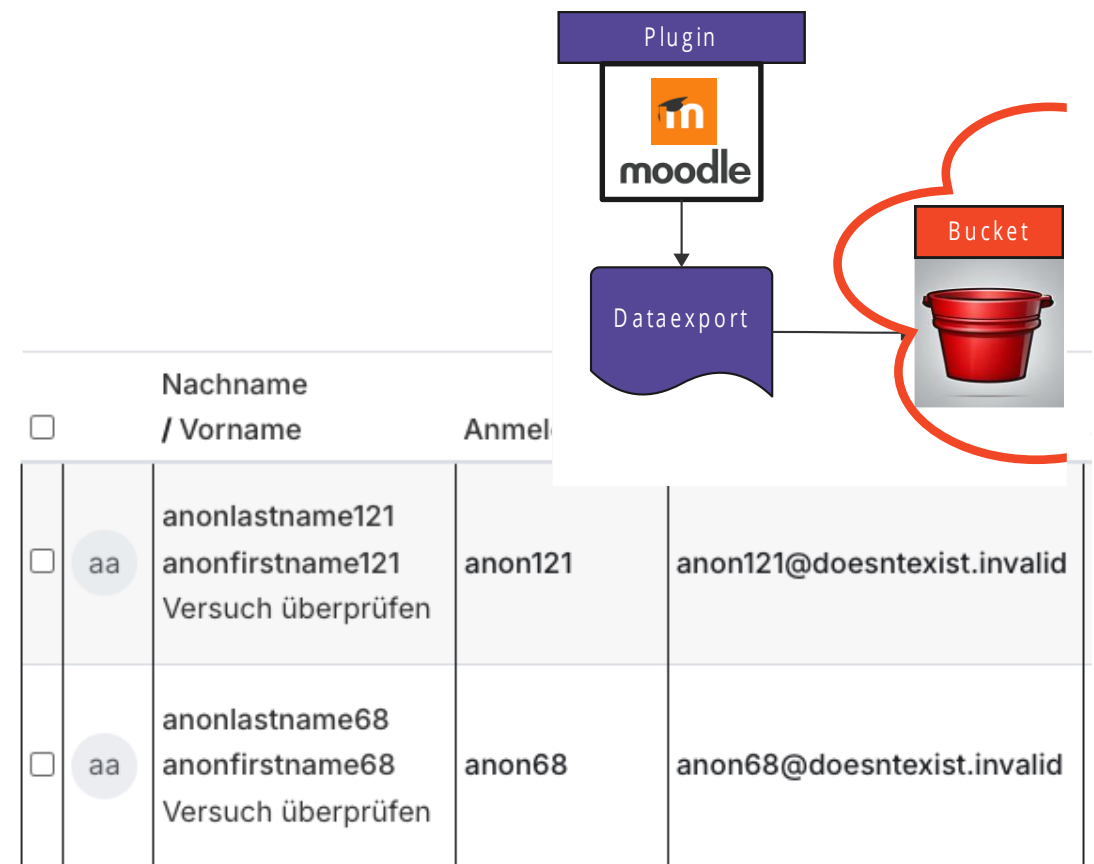 Plugin
m
moodle
Bucket
Dataexport
Nachname
/ Vorname
anonlastname121
anonfirstname121
Versuch überprüfen
aa
anon121
anon121@doesntexist.invalid
anonlastname68
anonfirstname68
Versuch überprüfen
aa
anon68
anon68@doesntexist.invalid